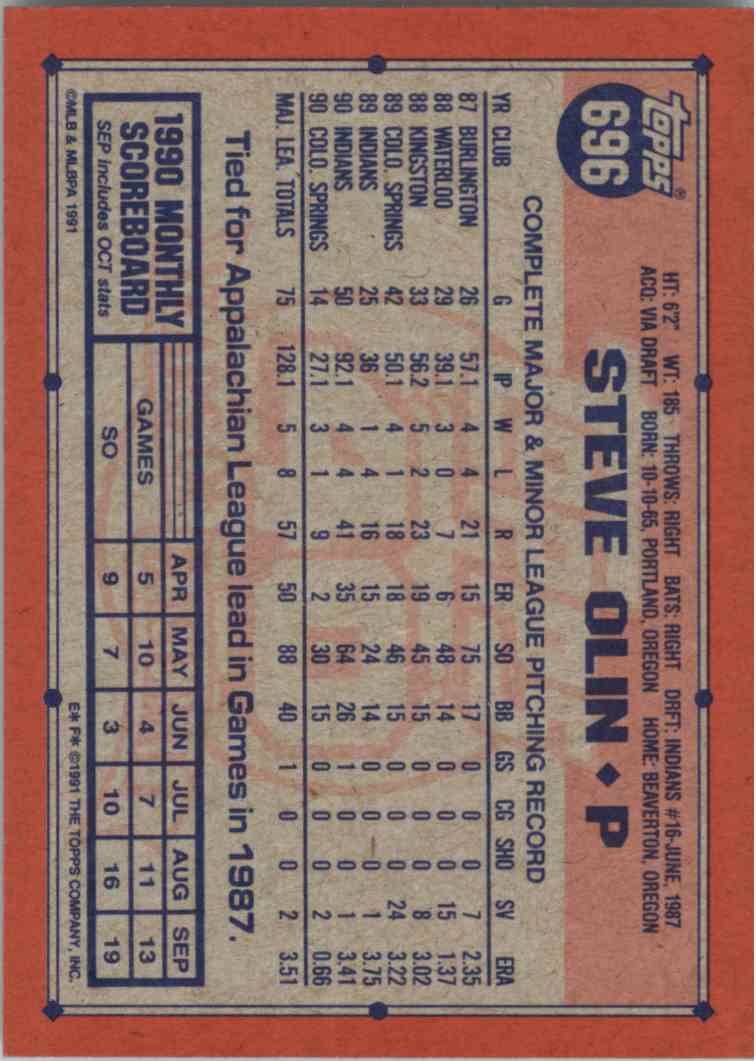 topps®
696
HT: 6'2" WT: 185 THROWS: RIGHT BATS: RIGHT DRFT: INDIANS #16-JUNE, 1987
ACQ: VIA DRAFT BORN: 10-10-65, PORTLAND, OREGON HOME: BEAVERTON, OREGON
STEVE OLIN ◆ P
COMPLETE MAJOR & MINOR LEAGUE PITCHING RECORD
YR CLUB G IP W L R ER SO BB GS CG SHO SV ERA
87 BURLINGTON 26 57.1 4 4 21 15 75 17 0 0 0 7 2.35
88 WATERLOO 29 39.1 3 0 7 6 48 14 0 0 0 15 1.37
88 KINGSTON 33 56.2 5 2 23 19 45 15 0 0 0 8 3.02
89 COLO. SPRINGS 42 50.1 4 1 18 18 46 15 0 0 0 24 3.22
89 INDIANS 25 36 1 4 16 15 24 14 0 0 0 1 3.75
90 INDIANS 50 92.1 4 4 41 35 64 26 1 0 0 1 3.41
90 COLO. SPRINGS 14 27.1 3 1 9 2 30 15 0 0 0 2 0.66
MAJ. LEA. TOTALS 75 128.1 5 8 57 50 88 40 1 0 0 2 3.51
Tied for Appalachian League lead in Games in 1987.
1990 MONTHLY
SCOREBOARD
SEP includes OCT stats
APR MAY JUN JUL AUG SEP
GAMES 5 10 4 7 11 13
SO 9 7 3 10 16 19
©MLB & MLBPA 1991
E* F* ©1991 THE TOPPS COMPANY, INC.